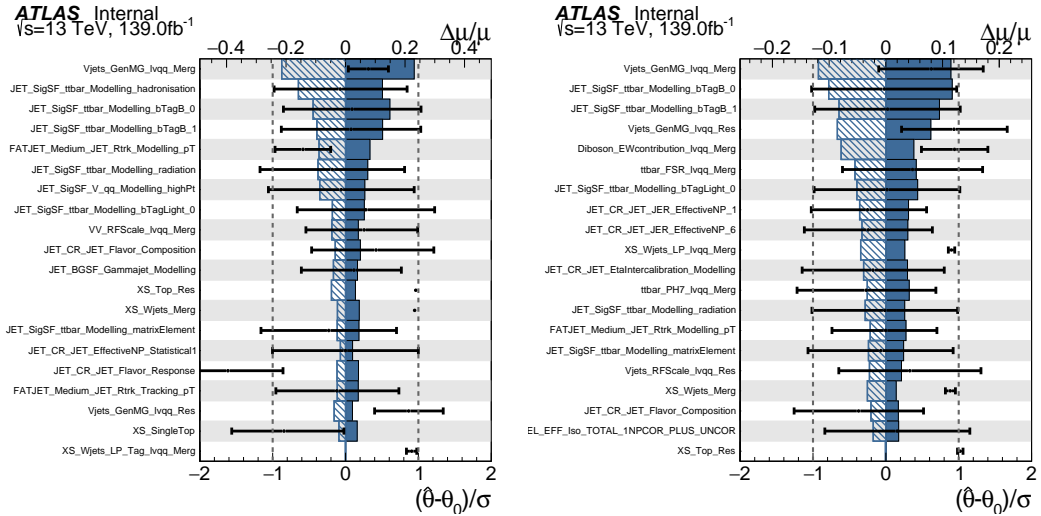 ATLAS Internal
√s=13 TeV, 139.0fb⁻¹
Δμ/μ
−0.4 −0.2 0 0.2 0.4
Vjets_GenMG_lvqq_Merg
JET_SigSF_ttbar_Modelling_hadronisation
JET_SigSF_ttbar_Modelling_bTagB_0
JET_SigSF_ttbar_Modelling_bTagB_1
FATJET_Medium_JET_Rtrk_Modelling_pT
JET_SigSF_ttbar_Modelling_radiation
JET_SigSF_V_qq_Modelling_highPt
JET_SigSF_ttbar_Modelling_bTagLight_0
VV_RFScale_lvqq_Merg
JET_CR_JET_Flavor_Composition
JET_BGSF_Gammajet_Modelling
XS_Top_Res
XS_Wjets_Merg
JET_SigSF_ttbar_Modelling_matrixElement
JET_CR_JET_EffectiveNP_Statistical1
JET_CR_JET_Flavor_Response
FATJET_Medium_JET_Rtrk_Tracking_pT
Vjets_GenMG_lvqq_Res
XS_SingleTop
XS_Wjets_LP_Tag_lvqq_Merg
−2 −1 0 1 2
(θ̂-θ₀)/σ
ATLAS Internal
√s=13 TeV, 139.0fb⁻¹
Δμ/μ
−0.2 −0.1 0 0.1 0.2
Vjets_GenMG_lvqq_Merg
JET_SigSF_ttbar_Modelling_bTagB_0
JET_SigSF_ttbar_Modelling_bTagB_1
Vjets_GenMG_lvqq_Res
Diboson_EWcontribution_lvqq_Merg
ttbar_FSR_lvqq_Merg
JET_SigSF_ttbar_Modelling_bTagLight_0
JET_CR_JET_JER_EffectiveNP_1
JET_CR_JET_JER_EffectiveNP_6
XS_Wjets_LP_lvqq_Merg
JET_CR_JET_EtaIntercalibration_Modelling
ttbar_PH7_lvqq_Merg
JET_SigSF_ttbar_Modelling_radiation
FATJET_Medium_JET_Rtrk_Modelling_pT
JET_SigSF_ttbar_Modelling_matrixElement
Vjets_RFScale_lvqq_Res
XS_Wjets_Merg
JET_CR_JET_Flavor_Composition
EL_EFF_Iso_TOTAL_1NPCOR_PLUS_UNCOR
XS_Top_Res
−2 −1 0 1 2
(θ̂-θ₀)/σ